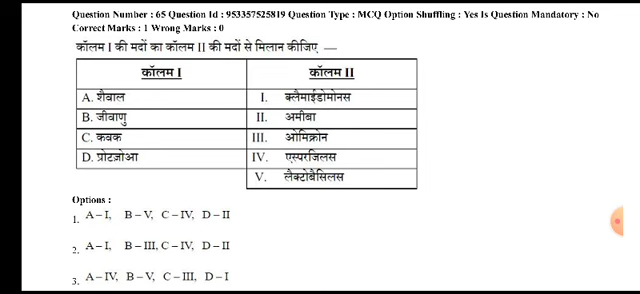 Question Number : 65 Question Id : 953357525819 Question Type : MCQ Option Shuffling : Yes Is Question Mandatory : No
Correct Marks : 1 Wrong Marks : 0
कॉलम I की मदों का कॉलम II की मदों से मिलान कीजिए —
कॉलम I कॉलम II
A. शैवाल I. क्लैमाईडोमोनस
B. जीवाणु II. अमीबा
C. कवक III. ओमिक्रोन
D. प्रोटज़ोआ IV. एस्परजिलस
V. लैक्टोबैसिलस
Options :
1. A – I, B – V, C – IV, D – II
2. A – I, B – III, C – IV, D – II
3. A – IV, B – V, C – III, D – I